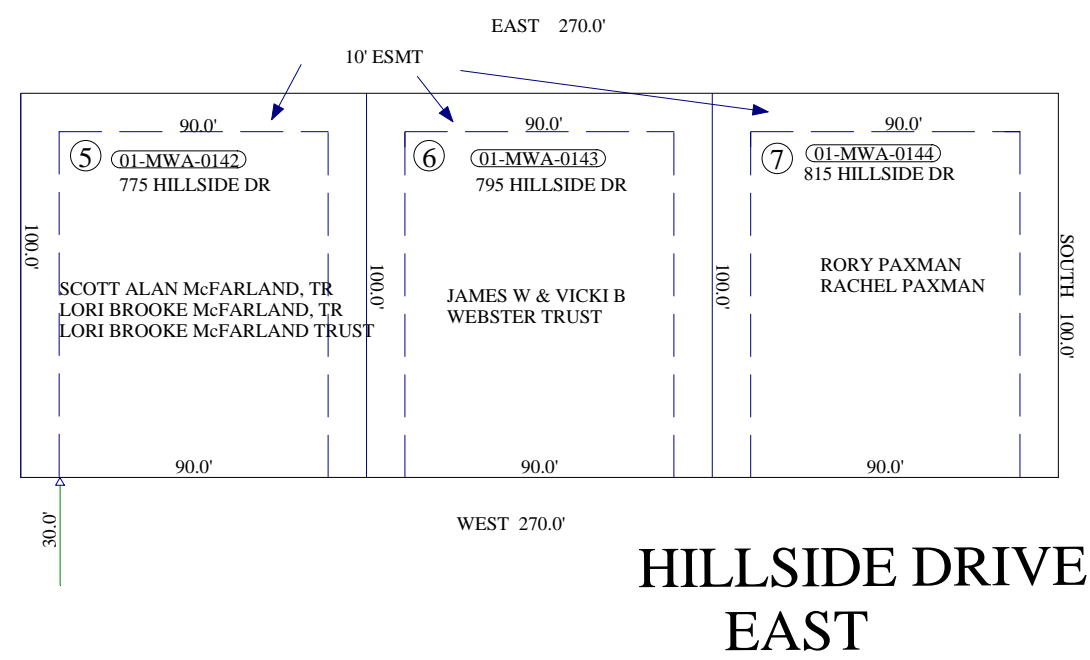 EAST 270.0'
10' ESMT
90.0'
90.0'
90.0'
5
01-MWA-0142
775 HILLSIDE DR
6
01-MWA-0143
795 HILLSIDE DR
7
01-MWA-0144
815 HILLSIDE DR
100.0'
SCOTT ALAN McFARLAND, TR
LORI BROOKE McFARLAND, TR
LORI BROOKE McFARLAND TRUST
100.0'
JAMES W & VICKI B
WEBSTER TRUST
100.0'
RORY PAXMAN
RACHEL PAXMAN
SOUTH 100.0'
90.0'
90.0'
90.0'
30.0'
WEST 270.0'
HILLSIDE DRIVE
EAST